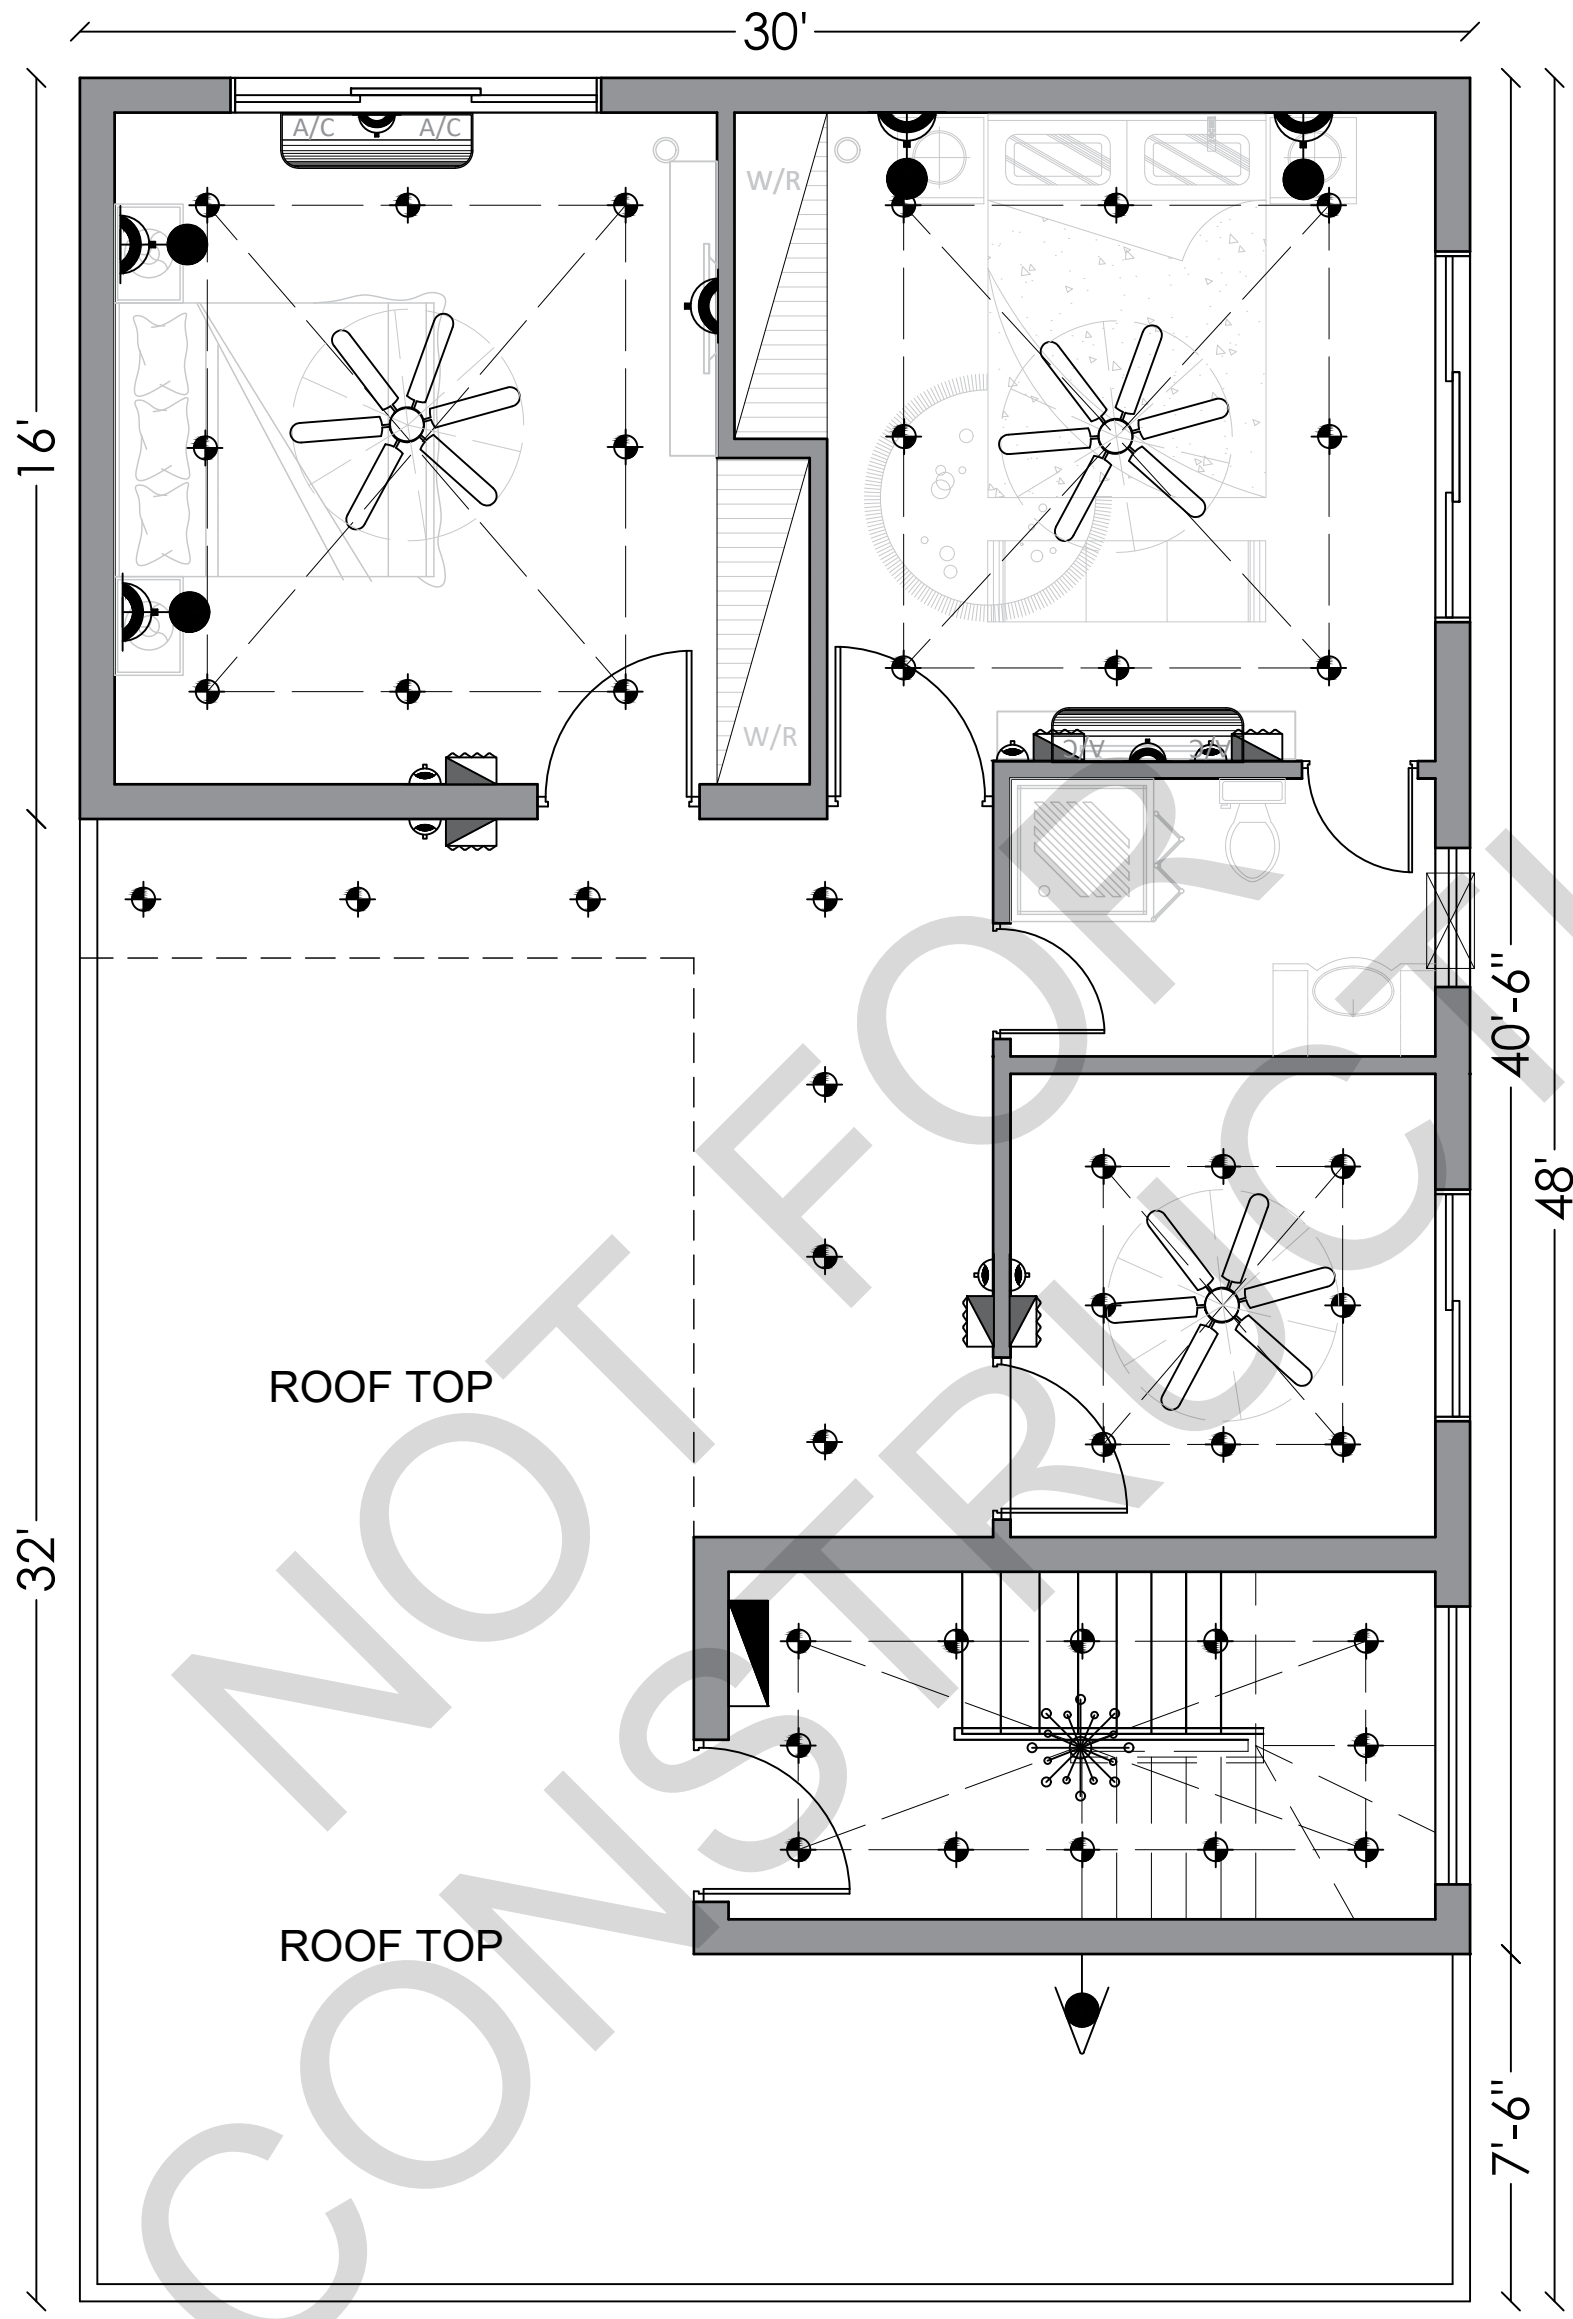 30'
A/C A/C
W/R
16'
W/R
A/C A/C
40'-6"
48'
ROOF TOP
32'
ROOF TOP
7'-6"
NOT FOR
CONSTRUCTI